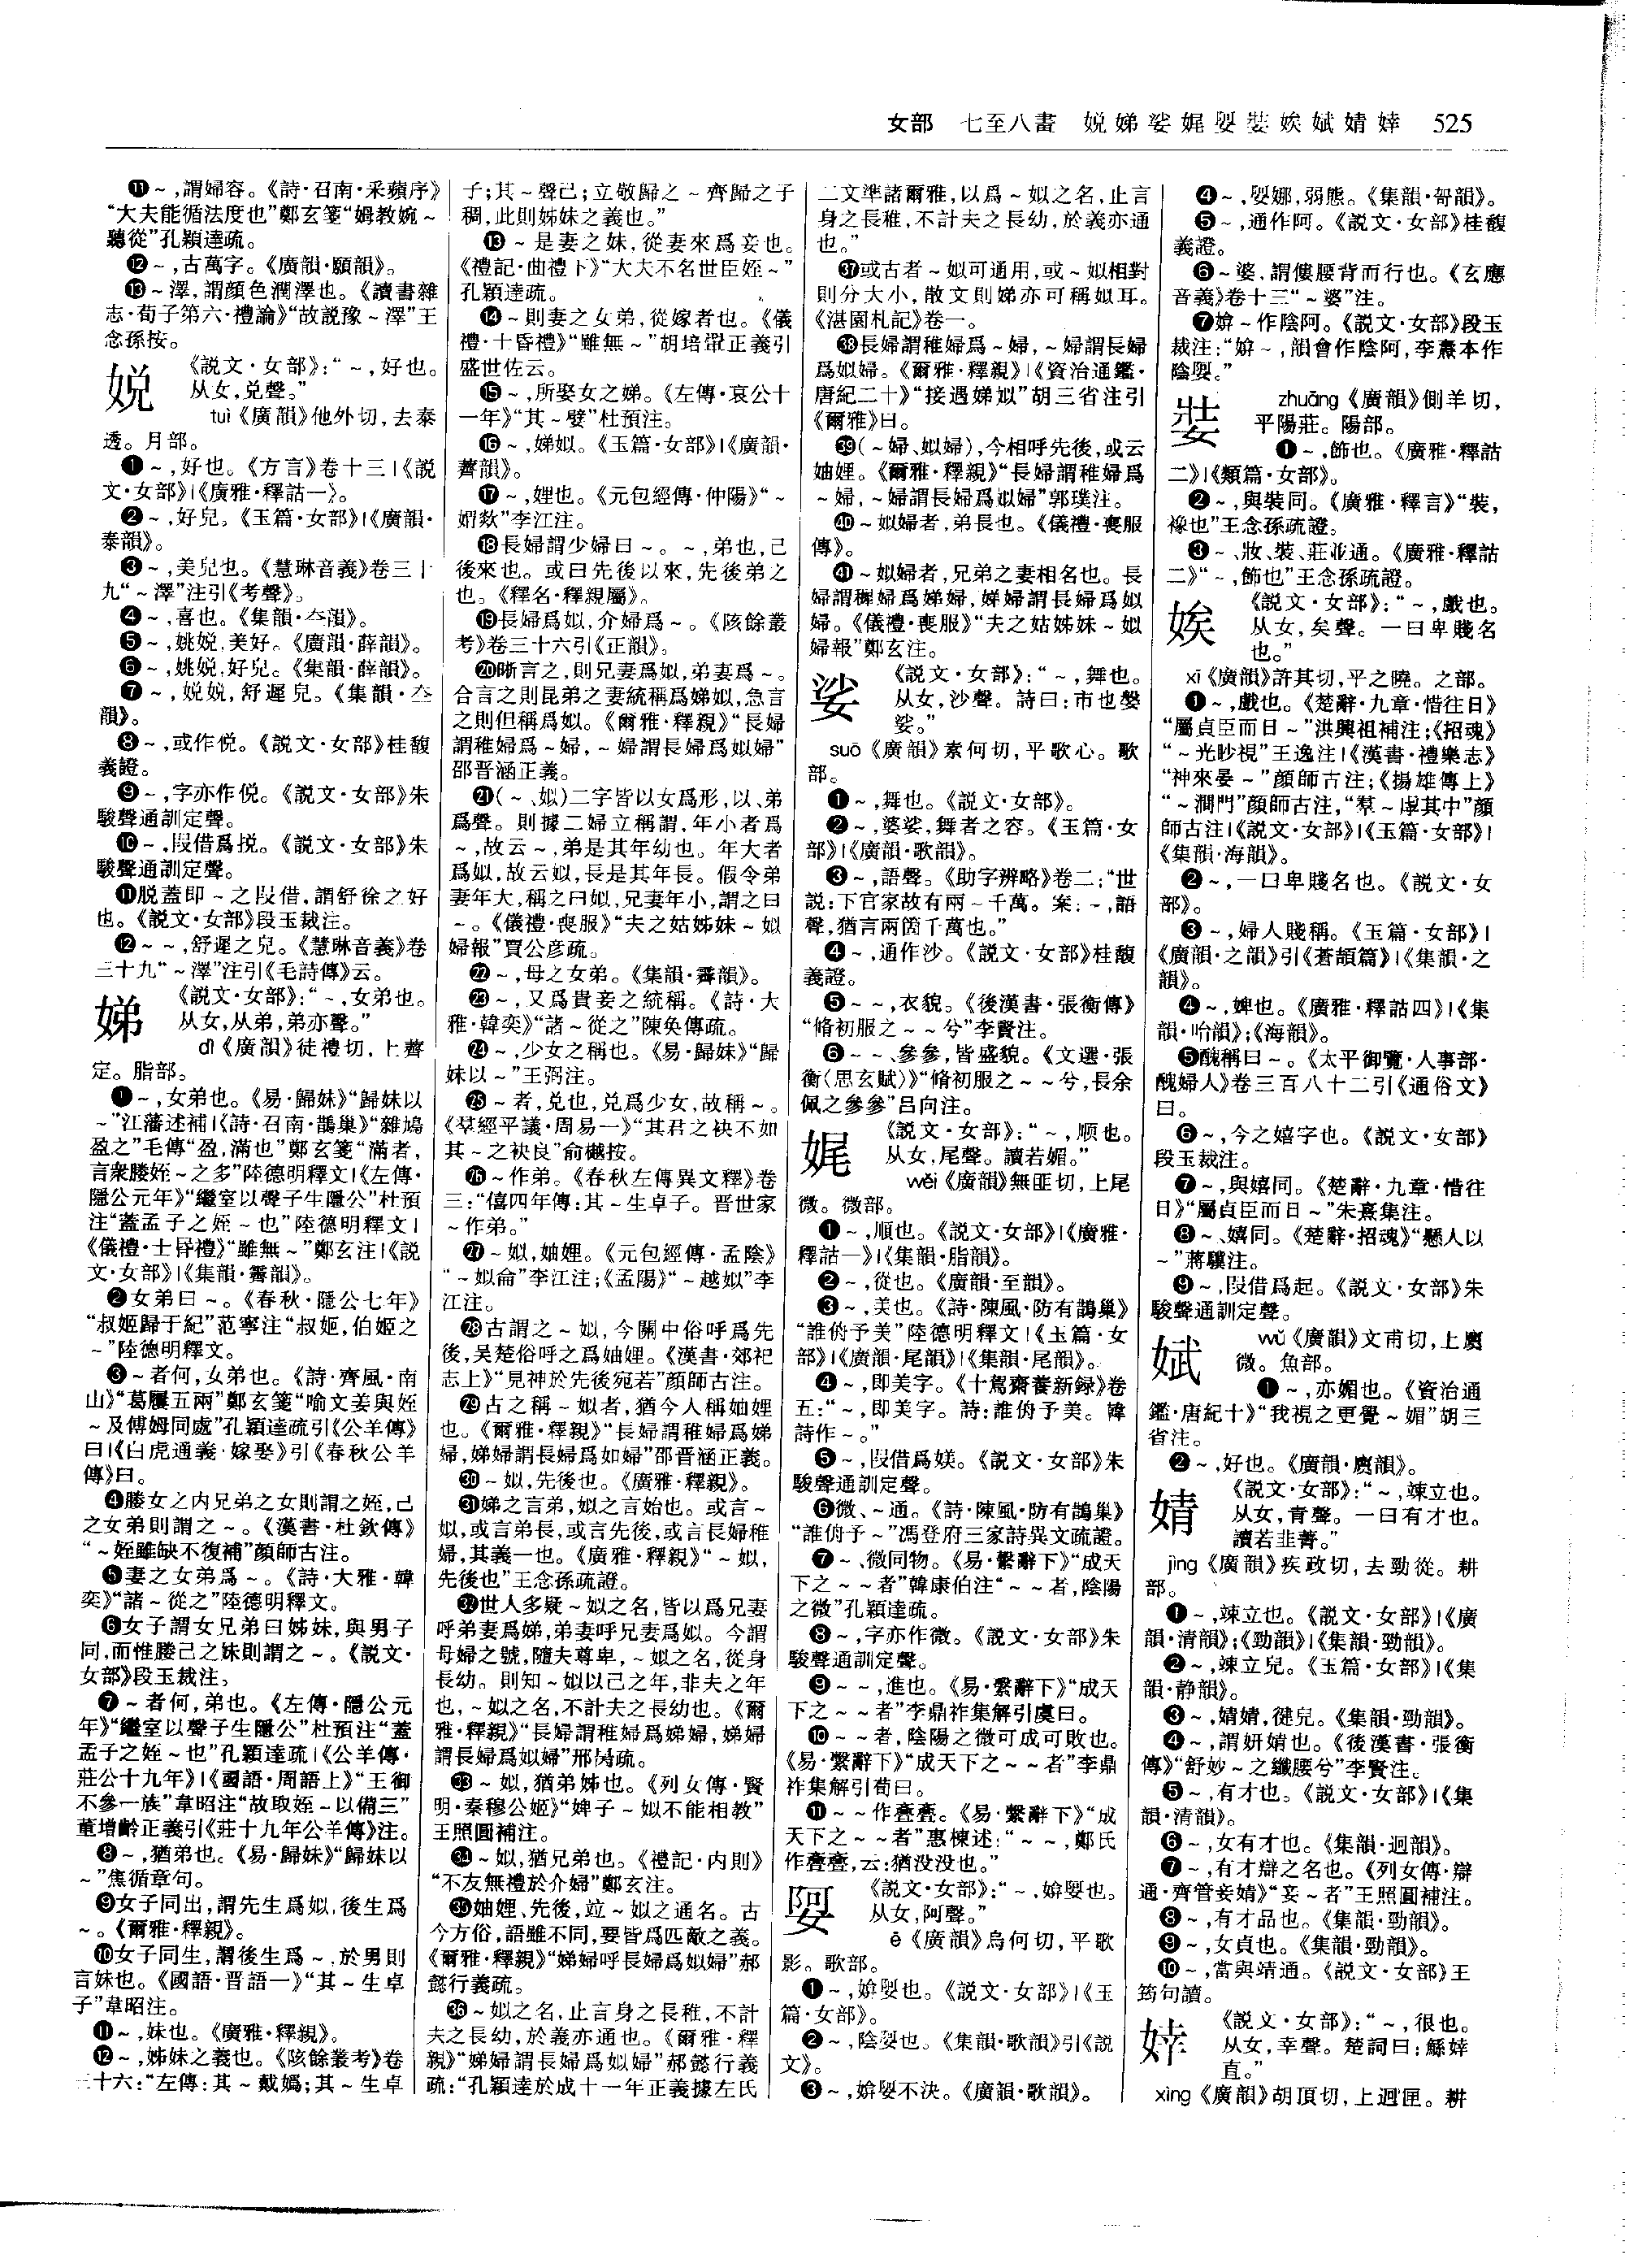 女部　七至八畫　娧娣娑娓娿娤娭娬婧婞　525
⓫～,謂婦容。《詩·召南·采蘋序》
“大夫能循法度也”鄭玄箋“姆教婉～
聽從”孔穎達疏。
⓬～,古萬字。《廣韻·願韻》。
⓭～澤,謂顔色潤澤也。《讀書雜
志·荀子第六·禮論》“故説豫～澤”王
念孫按。
娧
《説文·女部》:“～,好也。
从女,兑聲。”
tuì《廣韻》他外切,去泰
透。月部。
❶～,好也。《方言》卷十三|《説
文·女部》|《廣雅·釋詁一》。
❷～,好皃。《玉篇·女部》|《廣韻·
泰韻》。
❸～,美皃也。《慧琳音義》卷三十
九“～澤”注引《考聲》。
❹～,喜也。《集韻·夳韻》。
❺～,姚娧,美好。《廣韻·薛韻》。
❻～,姚娧,好皃。《集韻·薛韻》。
❼～,娧娧,舒遲皃。《集韻·夳
韻》。
❽～,或作悦。《説文·女部》桂馥
義證。
❾～,字亦作悦。《説文·女部》朱
駿聲通訓定聲。
❿～,叚借爲捝。《説文·女部》朱
駿聲通訓定聲。
⓫脱蓋即～之叚借,謂舒徐之好
也。《説文·女部》段玉裁注。
⓬～～,舒遲之皃。《慧琳音義》卷
三十九“～澤”注引《毛詩傳》云。
娣
《説文·女部》:“～,女弟也。
从女,从弟,弟亦聲。”
dì《廣韻》徒禮切,上薺
定。脂部。
❶～,女弟也。《易·歸妹》“歸妹以
～”江藩述補|《詩·召南·鵲巢》“維鳩
盈之”毛傳“盈,滿也”鄭玄箋“滿者,
言衆媵姪～之多”陸德明釋文|《左傳·
隱公元年》“繼室以聲子生隱公”杜預
注“蓋孟子之姪～也”陸德明釋文|
《儀禮·士昏禮》“雖無～”鄭玄注|《説
文·女部》|《集韻·霽韻》。
❷女弟曰～。《春秋·隱公七年》
“叔姬歸于紀”范寧注“叔姬,伯姬之
～”陸德明釋文。
❸～者何,女弟也。《詩·齊風·南
山》“葛屨五兩”鄭玄箋“喻文姜與姪
～及傅姆同處”孔穎達疏引《公羊傳》
曰|《白虎通義·嫁娶》引《春秋公羊
傳》曰。
❹媵女之内兄弟之女則謂之姪,己
之女弟則謂之～。《漢書·杜欽傳》
“～姪雖缺不復補”顔師古注。
❺妻之女弟爲～。《詩·大雅·韓
奕》“諸～從之”陸德明釋文。
❻女子謂女兄弟曰姊妹,與男子
同,而惟媵己之妹則謂之～。《説文·
女部》段玉裁注。
❼～者何,弟也。《左傳·隱公元
年》“繼室以聲子生隱公”杜預注“蓋
孟子之姪～也”孔穎達疏|《公羊傳·
莊公十九年》|《國語·周語上》“王御
不參一族”韋昭注“故取姪～以備三”
董增齡正義引《莊十九年公羊傳》注。
❽～,猶弟也。《易·歸妹》“歸妹以
～”焦循章句。
❾女子同出,謂先生爲姒,後生爲
～。《爾雅·釋親》。
❿女子同生,謂後生爲～,於男則
言妹也。《國語·晋語一》“其～生卓
子”韋昭注。
⓫～,妹也。《廣雅·釋親》。
⓬～,姊妹之義也。《陔餘叢考》卷
三十六:“左傳:其～戴嬀;其～生卓
子;其～聲己;立敬歸之～齊歸之子
稠,此則姊妹之義也。”
⓭～是妻之妹,從妻來爲妾也。
《禮記·曲禮下》“大夫不名世臣姪～”
孔穎達疏。
⓮～則妻之女弟,從嫁者也。《儀
禮·士昏禮》“雖無～”胡培翬正義引
盛世佐云。
⓯～,所娶女之娣。《左傳·哀公十
一年》“其～嬖”杜預注。
⓰～,娣姒。《玉篇·女部》|《廣韻·
薺韻》。
⓱～,娌也。《元包經傳·仲陽》“～
媦欻”李江注。
⓲長婦謂少婦曰～。～,弟也,己
後來也。或曰先後以來,先後弟之
也。《釋名·釋親屬》。
⓳長婦爲姒,介婦爲～。《陔餘叢
考》卷三十六引《正韻》。
⓴晰言之,則兄妻爲姒,弟妻爲～。
合言之則昆弟之妻統稱爲娣姒,急言
之則但稱爲姒。《爾雅·釋親》“長婦
謂稚婦爲～婦,～婦謂長婦爲姒婦”
邵晋涵正義。
㉑(～、姒)二字皆以女爲形,以、弟
爲聲。則據二婦立稱謂,年小者爲
～,故云～,弟是其年幼也。年大者
爲姒,故云姒,長是其年長。假令弟
妻年大,稱之曰姒,兄妻年小,謂之曰
～。《儀禮·喪服》“夫之姑姊妹～姒
婦報”賈公彦疏。
㉒～,母之女弟。《集韻·霽韻》。
㉓～,又爲貴妾之統稱。《詩·大
雅·韓奕》“諸～從之”陳奂傳疏。
㉔～,少女之稱也。《易·歸妹》“歸
妹以～”王弼注。
㉕～者,兑也,兑爲少女,故稱～。
《羣經平議·周易一》“其君之袂不如
其～之袂良”俞樾按。
㉖～作弟。《春秋左傳異文釋》卷
三:“僖四年傳:其～生卓子。晋世家
～作弟。”
㉗～姒,妯娌。《元包經傳·孟陰》
“～姒侖”李江注;《孟陽》“～越姒”李
江注。
㉘古謂之～姒,今關中俗呼爲先
後,吴楚俗呼之爲妯娌。《漢書·郊祀
志上》“見神於先後宛若”顔師古注。
㉙古之稱～姒者,猶今人稱妯娌
也。《爾雅·釋親》“長婦謂稚婦爲娣
婦,娣婦謂長婦爲如婦”邵晋涵正義。
㉚～姒,先後也。《廣雅·釋親》。
㉛娣之言弟,姒之言始也。或言～
姒,或言弟長,或言先後,或言長婦稚
婦,其義一也。《廣雅·釋親》“～姒,
先後也”王念孫疏證。
㉜世人多疑～姒之名,皆以爲兄妻
呼弟妻爲娣,弟妻呼兄妻爲姒。今謂
母婦之號,隨夫尊卑,～姒之名,從身
長幼。則知～姒以己之年,非夫之年
也,～姒之名,不計夫之長幼也。《爾
雅·釋親》“長婦謂稚婦爲娣婦,娣婦
謂長婦爲姒婦”邢昺疏。
㉝～姒,猶弟姊也。《列女傳·賢
明·秦穆公姬》“婢子～姒不能相教”
王照圓補注。
㉞～姒,猶兄弟也。《禮記·内則》
“不友無禮於介婦”鄭玄注。
㉟妯娌、先後,竝～姒之通名。古
今方俗,語雖不同,要皆爲匹敵之義。
《爾雅·釋親》“娣婦呼長婦爲姒婦”郝
懿行義疏。
㊱～姒之名,止言身之長稚,不計
夫之長幼,於義亦通也。《爾雅·釋
親》“娣婦謂長婦爲姒婦”郝懿行義
疏:“孔穎達於成十一年正義據左氏
二文準諸爾雅,以爲～姒之名,止言
身之長稚,不計夫之長幼,於義亦通
也。”
㊲或古者～姒可通用,或～姒相對
則分大小,散文則娣亦可稱姒耳。
《湛園札記》卷一。
㊳長婦謂稚婦爲～婦,～婦謂長婦
爲姒婦。《爾雅·釋親》|《資治通鑑·
唐紀二十》“接遇娣姒”胡三省注引
《爾雅》曰。
㊴(～婦、姒婦),今相呼先後,或云
妯娌。《爾雅·釋親》“長婦謂稚婦爲
～婦,～婦謂長婦爲姒婦”郭璞注。
㊵～姒婦者,弟長也。《儀禮·喪服
傳》。
㊶～姒婦者,兄弟之妻相名也。長
婦謂稺婦爲娣婦,娣婦謂長婦爲姒
婦。《儀禮·喪服》“夫之姑姊妹～姒
婦報”鄭玄注。
娑
《説文·女部》:“～,舞也。
从女,沙聲。詩曰:市也媻
娑。”
suō《廣韻》素何切,平歌心。歌
部。
❶～,舞也。《説文·女部》。
❷～,婆娑,舞者之容。《玉篇·女
部》|《廣韻·歌韻》。
❸～,語聲。《助字辨略》卷二:“世
説:下官家故有兩～千萬。案:～,語
聲,猶言兩箇千萬也。”
❹～,通作沙。《説文·女部》桂馥
義證。
❺～～,衣貌。《後漢書·張衡傳》
“脩初服之～～兮”李賢注。
❻～～、參參,皆盛貌。《文選·張
衡〈思玄賦〉》“脩初服之～～兮,長余
佩之參參”吕向注。
娓
《説文·女部》:“～,順也。
从女,尾聲。讀若媚。”
wěi《廣韻》無匪切,上尾
微。微部。
❶～,順也。《説文·女部》|《廣雅·
釋詁一》|《集韻·脂韻》。
❷～,從也。《廣韻·至韻》。
❸～,美也。《詩·陳風·防有鵲巢》
“誰侜予美”陸德明釋文|《玉篇·女
部》|《廣韻·尾韻》|《集韻·尾韻》。
❹～,即美字。《十駕齋養新録》卷
五:“～,即美字。詩:誰侜予美。韓
詩作～。”
❺～,叚借爲媄。《説文·女部》朱
駿聲通訓定聲。
❻微、～通。《詩·陳風·防有鵲巢》
“誰侜予～”馮登府三家詩異文疏證。
❼～、微同物。《易·繫辭下》“成天
下之～～者”韓康伯注“～～者,陰陽
之微”孔穎達疏。
❽～,字亦作微。《説文·女部》朱
駿聲通訓定聲。
❾～～,進也。《易·繫辭下》“成天
下之～～者”李鼎祚集解引虞曰。
❿～～者,陰陽之微可成可敗也。
《易·繫辭下》“成天下之～～者”李鼎
祚集解引荀曰。
⓫～～作亹亹。《易·繫辭下》“成
天下之～～者”惠棟述:“～～,鄭氏
作亹亹,云:猶没没也。”
娿
《説文·女部》:“～,媕娿也。
从女,阿聲。”
ē《廣韻》烏何切,平歌
影。歌部。
❶～,媕娿也。《説文·女部》|《玉
篇·女部》。
❷～,陰娿也。《集韻·歌韻》引《説
文》。
❸～,媕娿不決。《廣韻·歌韻》。
❹～,娿娜,弱態。《集韻·哿韻》。
❺～,通作阿。《説文·女部》桂馥
義證。
❻～婆,謂僂腰背而行也。《玄應
音義》卷十三“～婆”注。
❼媕～作陰阿。《説文·女部》段玉
裁注:“媕～,韻會作陰阿,李燾本作
陰娿。”
娤
zhuāng《廣韻》側羊切,
平陽莊。陽部。
❶～,飾也。《廣雅·釋詁
二》|《類篇·女部》。
❷～,與裝同。《廣雅·釋言》“裝,
襐也”王念孫疏證。
❸～、妝、裝、莊並通。《廣雅·釋詁
二》“～,飾也”王念孫疏證。
娭
《説文·女部》:“～,戲也。
从女,矣聲。一曰卑賤名
也。”
xī《廣韻》許其切,平之曉。之部。
❶～,戲也。《楚辭·九章·惜往日》
“屬貞臣而日～”洪興祖補注;《招魂》
“～光眇視”王逸注|《漢書·禮樂志》
“神來宴～”顔師古注;《揚雄傳上》
“～澗門”顔師古注,“羣～虖其中”顔
師古注|《説文·女部》|《玉篇·女部》|
《集韻·海韻》。
❷～,一曰卑賤名也。《説文·女
部》。
❸～,婦人賤稱。《玉篇·女部》|
《廣韻·之韻》引《蒼頡篇》|《集韻·之
韻》。
❹～,婢也。《廣雅·釋詁四》|《集
韻·咍韻》;《海韻》。
❺醜稱曰～。《太平御覽·人事部·
醜婦人》卷三百八十二引《通俗文》
曰。
❻～,今之嬉字也。《説文·女部》
段玉裁注。
❼～,與嬉同。《楚辭·九章·惜往
日》“屬貞臣而日～”朱熹集注。
❽～、嬉同。《楚辭·招魂》“懸人以
～”蔣驥注。
❾～,叚借爲起。《説文·女部》朱
駿聲通訓定聲。
娬
wǔ《廣韻》文甫切,上麌
微。魚部。
❶～,亦媚也。《資治通
鑑·唐紀十》“我視之更覺～媚”胡三
省注。
❷～,好也。《廣韻·麌韻》。
婧
《説文·女部》:“～,竦立也。
从女,青聲。一曰有才也。
讀若韭菁。”
jìng《廣韻》疾政切,去勁從。耕
部。
❶～,竦立也。《説文·女部》|《廣
韻·清韻》;《勁韻》|《集韻·勁韻》。
❷～,竦立皃。《玉篇·女部》|《集
韻·静韻》。
❸～,婧婧,徤皃。《集韻·勁韻》。
❹～,謂妍婧也。《後漢書·張衡
傳》“舒妙～之纖腰兮”李賢注。
❺～,有才也。《説文·女部》|《集
韻·清韻》。
❻～,女有才也。《集韻·迥韻》。
❼～,有才辯之名也。《列女傳·辯
通·齊管妾婧》“妾～者”王照圓補注。
❽～,有才品也。《集韻·勁韻》。
❾～,女貞也。《集韻·勁韻》。
❿～,當與靖通。《説文·女部》王
筠句讀。
婞
《説文·女部》:“～,很也。
从女,幸聲。楚詞曰:鯀婞
直。”
xìng《廣韻》胡頂切,上迥匣。耕